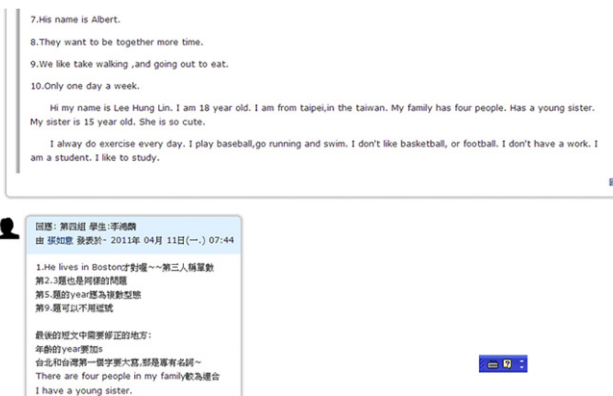 7.His name is Albert.
8.They want to be together more time.
9.We like take walking ,and going out to eat.
10.Only one day a week.
Hi my name is Lee Hung Lin. I am 18 year old. I am from taipei,in the taiwan. My family has four people. Has a young sister.
My sister is 15 year old. She is so cute.
I alway do exercise every day. I play baseball,go running and swim. I don't like basketball, or football. I don't have a work. I
am a student. I like to study.
回應: 第四組 學生:李鴻麟
由 張如意 發表於- 2011年 04月 11日(一.) 07:44
1.He lives in Boston才對喔~~第三人稱單數
第2.3題也是同樣的問題
第5.題的year應為複數型態
第9.題可以不用逗號
最後的短文中需要修正的地方:
年齡的year要加s
台北和台灣第一個字要大寫,那是專有名詞~
There are four people in my family較為適合
I have a young sister.